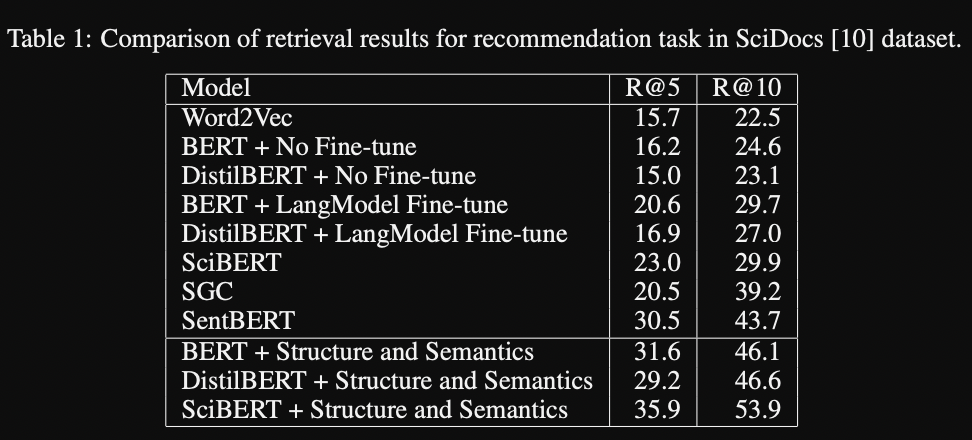 Table 1: Comparison of retrieval results for recommendation task in SciDocs [10] dataset.
Model R@5 R@10
Word2Vec 15.7 22.5
BERT + No Fine-tune 16.2 24.6
DistilBERT + No Fine-tune 15.0 23.1
BERT + LangModel Fine-tune 20.6 29.7
DistilBERT + LangModel Fine-tune 16.9 27.0
SciBERT 23.0 29.9
SGC 20.5 39.2
SentBERT 30.5 43.7
BERT + Structure and Semantics 31.6 46.1
DistilBERT + Structure and Semantics 29.2 46.6
SciBERT + Structure and Semantics 35.9 53.9